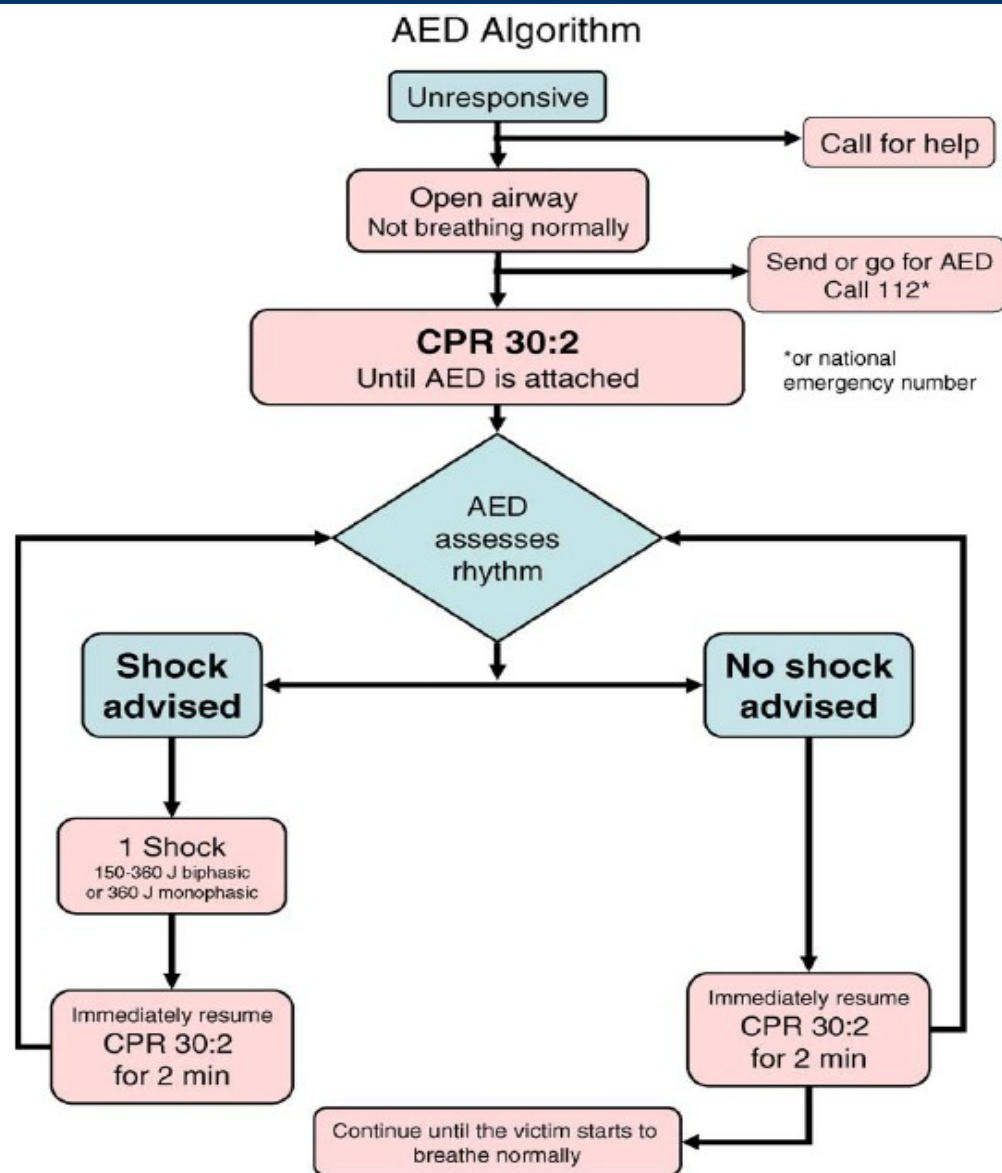 AED Algorithm
Unresponsive
Call for help
Open airway
Not breathing normally
Send or go for AED
Call 112*
CPR 30:2
Until AED is attached
*or national
emergency number
AED
assesses
rhythm
Shock
advised
No shock
advised
1 Shock
150-360 J biphasic
or 360 J monophasic
Immediately resume
CPR 30:2
for 2 min
Immediately resume
CPR 30:2
for 2 min
Continue until the victim starts to
breathe normally